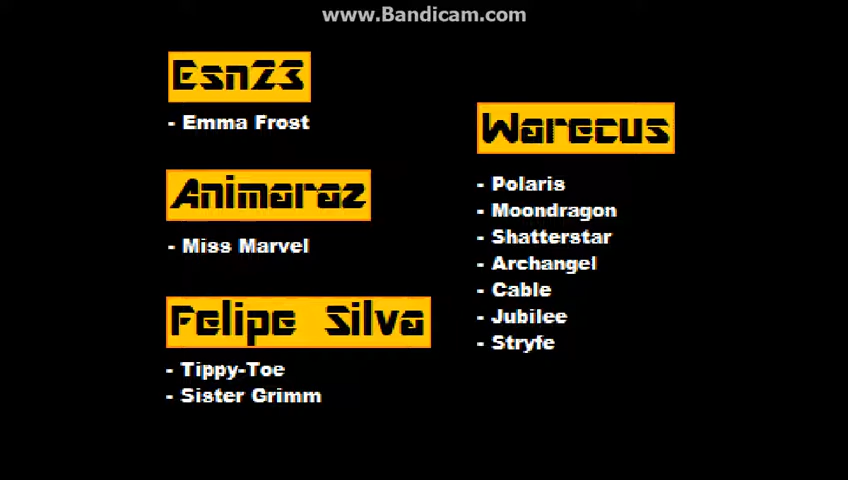 www.Bandicam.com
Esn23
- Emma Frost
Animaraz
- Miss Marvel
Felipe Silva
- Tippy-Toe
- Sister Grimm
Warecus
- Polaris
- Moondragon
- Shatterstar
- Archangel
- Cable
- Jubilee
- Stryfe